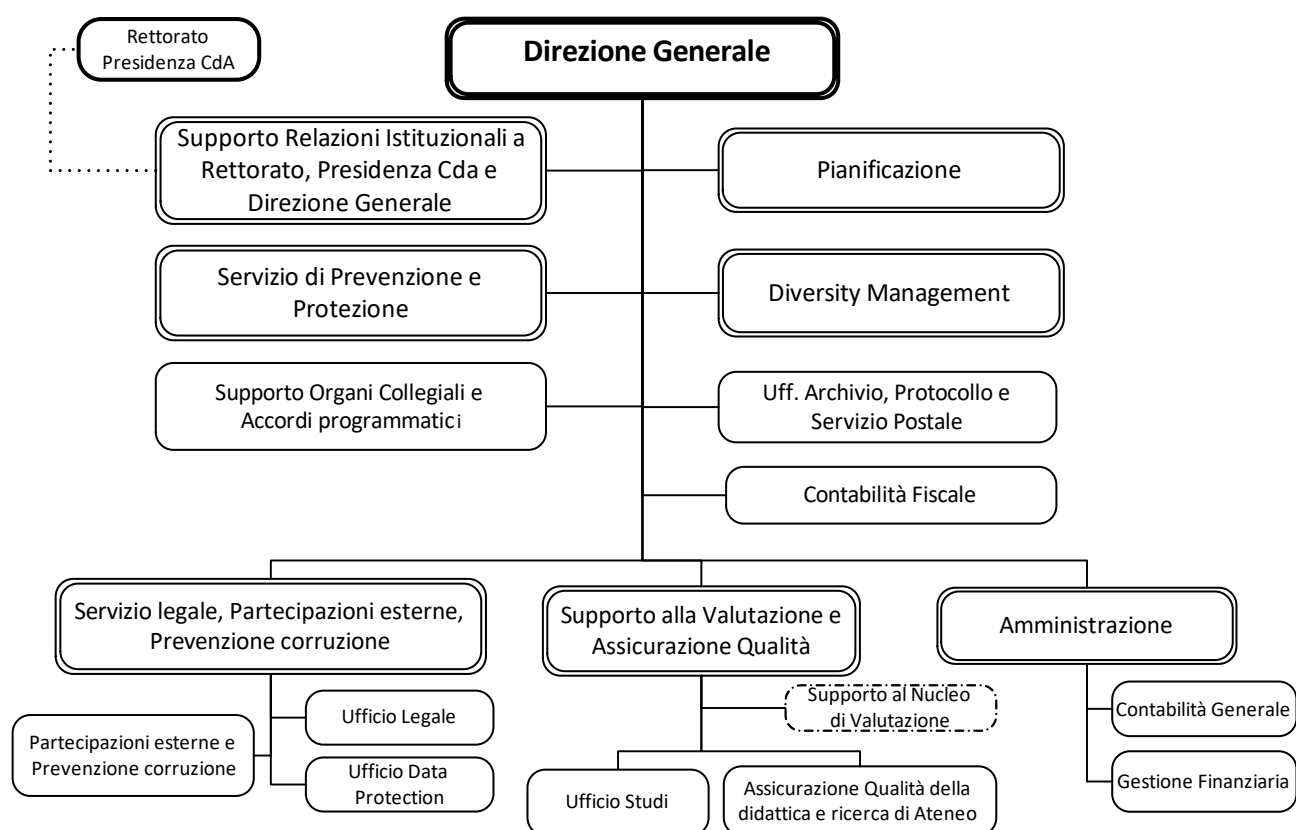 Rettorato
Presidenza CdA
Direzione Generale
Supporto Relazioni Istituzionali a
Rettorato, Presidenza Cda e
Direzione Generale
Pianificazione
Servizio di Prevenzione e
Protezione
Diversity Management
Supporto Organi Collegiali e
Accordi programmatici
Uff. Archivio, Protocollo e
Servizio Postale
Contabilità Fiscale
Servizio legale, Partecipazioni esterne,
Prevenzione corruzione
Supporto alla Valutazione e
Assicurazione Qualità
Amministrazione
Ufficio Legale
Partecipazioni esterne e
Prevenzione corruzione
Ufficio Data
Protection
Supporto al Nucleo
di Valutazione
Ufficio Studi
Assicurazione Qualità della
didattica e ricerca di Ateneo
Contabilità Generale
Gestione Finanziaria